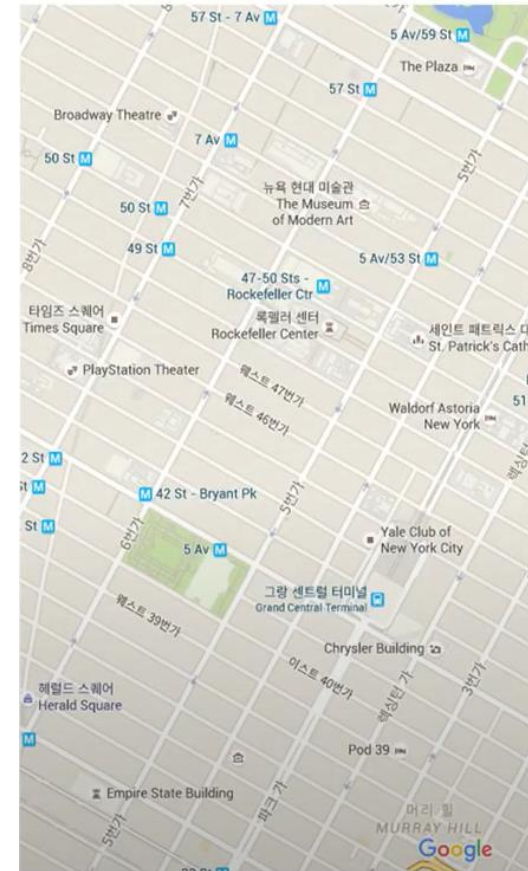 57 St - 7 Av M
5 Av/59 St M
The Plaza
57 St M
Broadway Theatre
7 Av M
50 St M
5번가
7번가
뉴욕 현대 미술관
The Museum
of Modern Art
50 St M
8번가
49 St M
5 Av/53 St M
47-50 Sts -
Rockefeller Ctr M
타임즈 스퀘어
Times Square
록펠러 센터
Rockefeller Center
세인트 패트릭스 대
St. Patrick's Cath
PlayStation Theater
웨스트 47번가
웨스트 46번가
Waldorf Astoria
New York
51
렉싱턴
2 St M
St M
M 42 St - Bryant Pk
5번가
St M
6번가
5 Av M
Yale Club of
New York City
그랑 센트럴 터미널
Grand Central Terminal
웨스트 39번가
Chrysler Building
이스트 40번가
렉싱턴 가
3번가
헤럴드 스퀘어
Herald Square
M
Pod 39
Empire State Building
파크 가
5번가
머리 힐
MURRAY HILL
Google